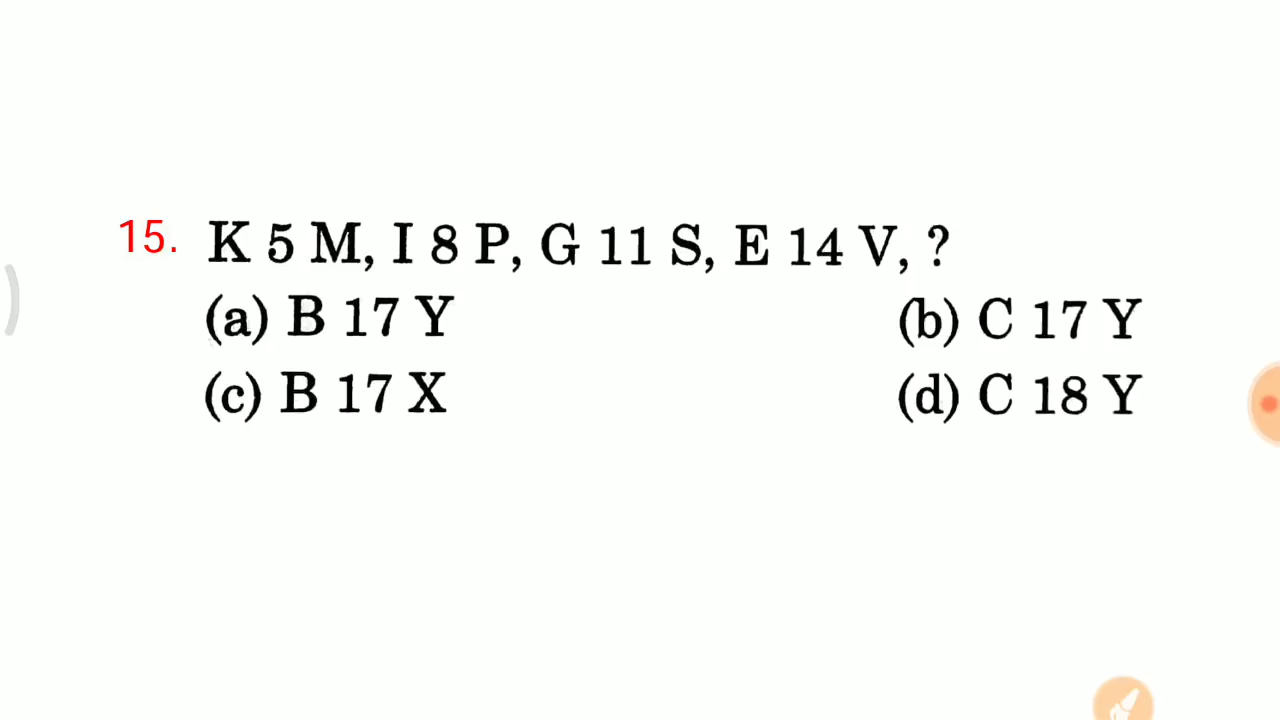 15. K 5 M, I 8 P, G 11 S, E 14 V, ?
(a) B 17 Y (b) C 17 Y
(c) B 17 X (d) C 18 Y